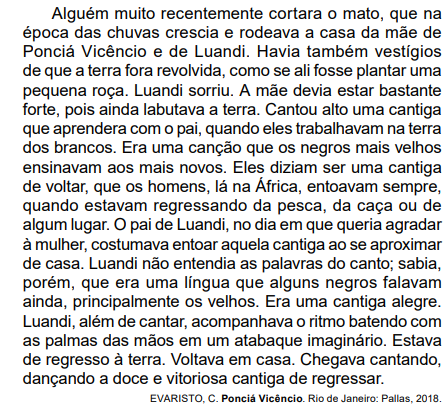 Alguém muito recentemente cortara o mato, que na
época das chuvas crescia e rodeava a casa da mãe de
Ponciá Vicêncio e de Luandi. Havia também vestígios
de que a terra fora revolvida, como se ali fosse plantar uma
pequena roça. Luandi sorriu. A mãe devia estar bastante
forte, pois ainda labutava a terra. Cantou alto uma cantiga
que aprendera com o pai, quando eles trabalhavam na terra
dos brancos. Era uma canção que os negros mais velhos
ensinavam aos mais novos. Eles diziam ser uma cantiga
de voltar, que os homens, lá na África, entoavam sempre,
quando estavam regressando da pesca, da caça ou de
algum lugar. O pai de Luandi, no dia em que queria agradar
à mulher, costumava entoar aquela cantiga ao se aproximar
de casa. Luandi não entendia as palavras do canto; sabia,
porém, que era uma língua que alguns negros falavam
ainda, principalmente os velhos. Era uma cantiga alegre.
Luandi, além de cantar, acompanhava o ritmo batendo com
as palmas das mãos em um atabaque imaginário. Estava
de regresso à terra. Voltava em casa. Chegava cantando,
dançando a doce e vitoriosa cantiga de regressar.
EVARISTO, C. Ponciá Vicêncio. Rio de Janeiro: Pallas, 2018.